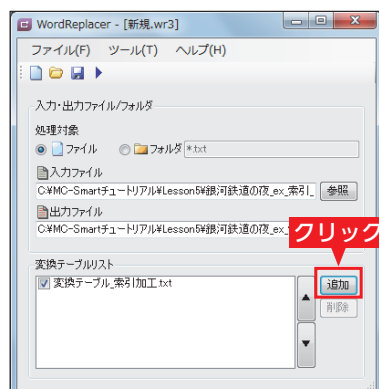 WordReplacer - [新規.wr3]
ファイル(F) ツール(T) ヘルプ(H)
入力・出力ファイル/フォルダ
処理対象
ファイル フォルダ *.txt
入力ファイル
C:¥MC-Smartチュートリアル¥Lesson5¥銀河鉄道の夜_ex_索引_ 参照
出力ファイル
C:¥MC-Smartチュートリアル¥Lesson5¥銀河鉄道の夜_ex_
クリック
変換テーブルリスト
変換テーブル_索引加工.txt
追加
削除